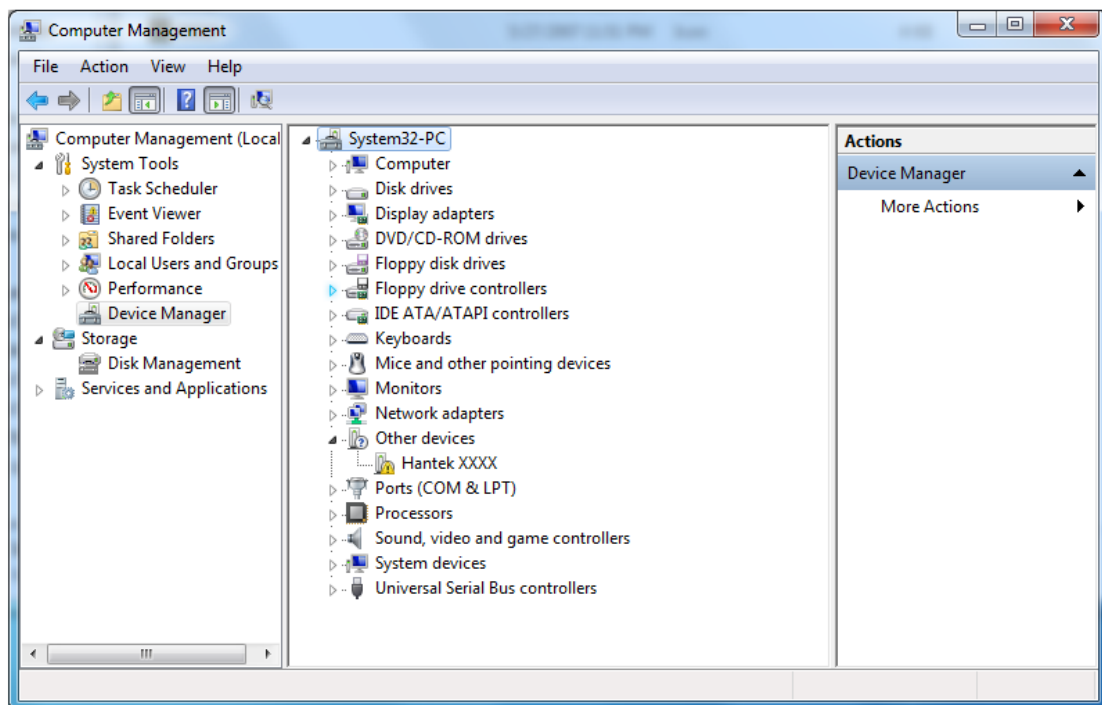 Computer Management
File Action View Help
Computer Management (Local
System Tools
Task Scheduler
Event Viewer
Shared Folders
Local Users and Groups
Performance
Device Manager
Storage
Disk Management
Services and Applications
System32-PC
Computer
Disk drives
Display adapters
DVD/CD-ROM drives
Floppy disk drives
Floppy drive controllers
IDE ATA/ATAPI controllers
Keyboards
Mice and other pointing devices
Monitors
Network adapters
Other devices
Hantek XXXX
Ports (COM & LPT)
Processors
Sound, video and game controllers
System devices
Universal Serial Bus controllers
Actions
Device Manager
More Actions